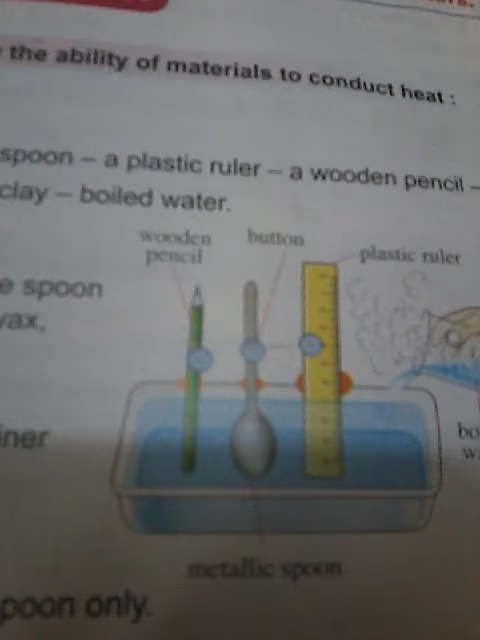 the ability of materials to conduct heat :
spoon – a plastic ruler – a wooden pencil –
clay – boiled water.
wooden pencil
button
plastic ruler
e spoon
vax,
iner
bo
metallic spoon
poon only.